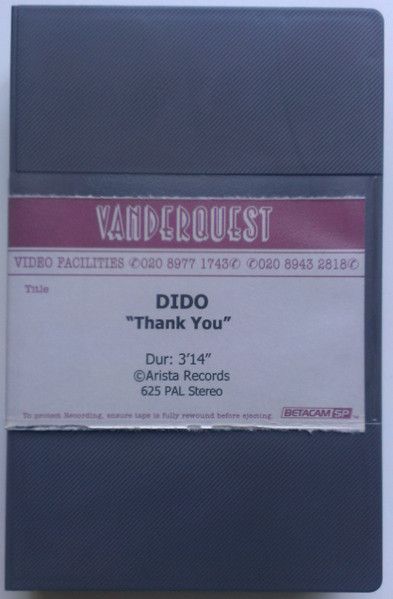 VANDERQUEST
VIDEO FACILITIES ✆020 8977 1743✆ ✆020 8943 2818✆
Title
DIDO
"Thank You"
Dur: 3'14"
©Arista Records
625 PAL Stereo
To protect Recording, ensure tape is fully rewound before ejecting. BETACAM SP™